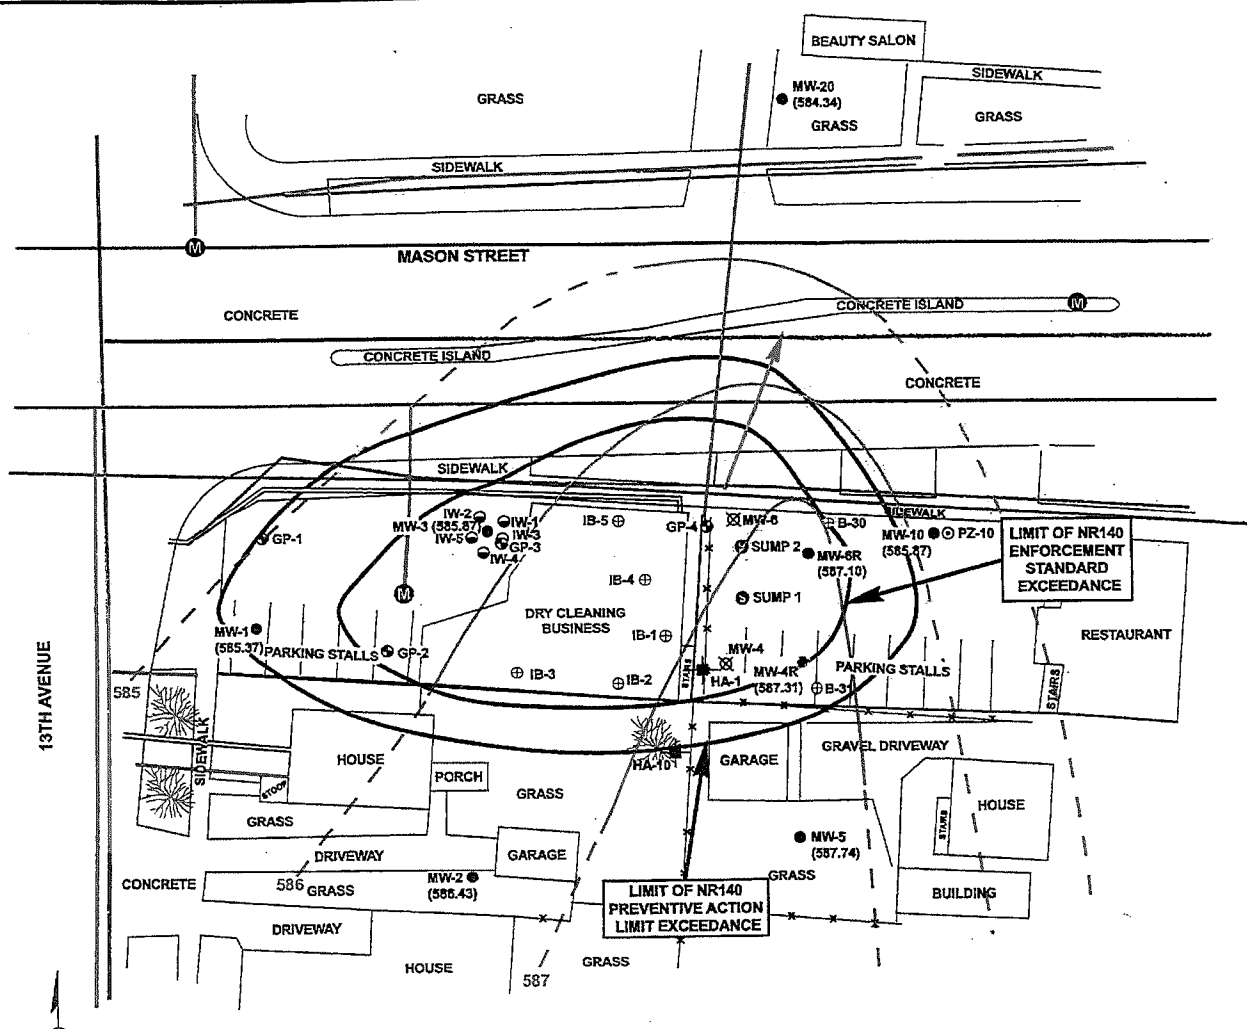 BEAUTY SALON
SIDEWALK
MW-20
(584.34)
GRASS
GRASS
GRASS
SIDEWALK
M
MASON STREET
CONCRETE ISLAND
M
CONCRETE
CONCRETE ISLAND
CONCRETE
SIDEWALK
SIDEWALK
IW-2
MW-3 (585.87)
IW-1
IW-3
IW-5
GP-3
IW-4
GP-1
IB-5
GP-4
MW-6
B-30
MW-10
(585.87)
PZ-10
SUMP 2
MW-6R
(587.10)
LIMIT OF NR140
ENFORCEMENT
STANDARD
EXCEEDANCE
IB-4
SUMP 1
M
DRY CLEANING
BUSINESS
IB-1
MW-1
(585.37)
PARKING STALLS
GP-2
RESTAURANT
MW-4
HA-1
MW-4R
(587.31)
PARKING STALLS
STAIRS
STAIRS
IB-3
IB-2
B-31
585
13TH AVENUE
SIDEWALK
HOUSE
STOOP
PORCH
HA-10
GARAGE
GRAVEL DRIVEWAY
GRASS
GRASS
HOUSE
STAIRS
DRIVEWAY
GARAGE
MW-5
(587.74)
CONCRETE
586
GRASS
MW-2
(586.43)
GRASS
BUILDING
LIMIT OF NR140
PREVENTIVE ACTION
LIMIT EXCEEDANCE
DRIVEWAY
HOUSE
587
GRASS